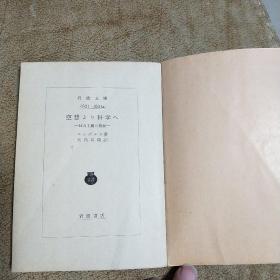 岩波文庫
空想より科学へ
―社会主義の発展―
エンゲルス著
大内兵衛訳
岩波書店